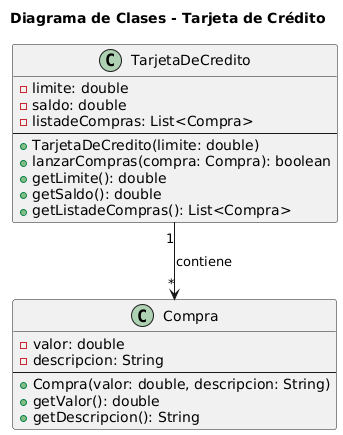 Diagrama de Clases - Tarjeta de Crédito
C TarjetaDeCredito
limite: double
saldo: double
listadeCompras: List<Compra>
TarjetaDeCredito(limite: double)
lanzarCompras(compra: Compra): boolean
getLimite(): double
getSaldo(): double
getListadeCompras(): List<Compra>
1
contiene
*
C Compra
valor: double
descripcion: String
Compra(valor: double, descripcion: String)
getValor(): double
getDescripcion(): String